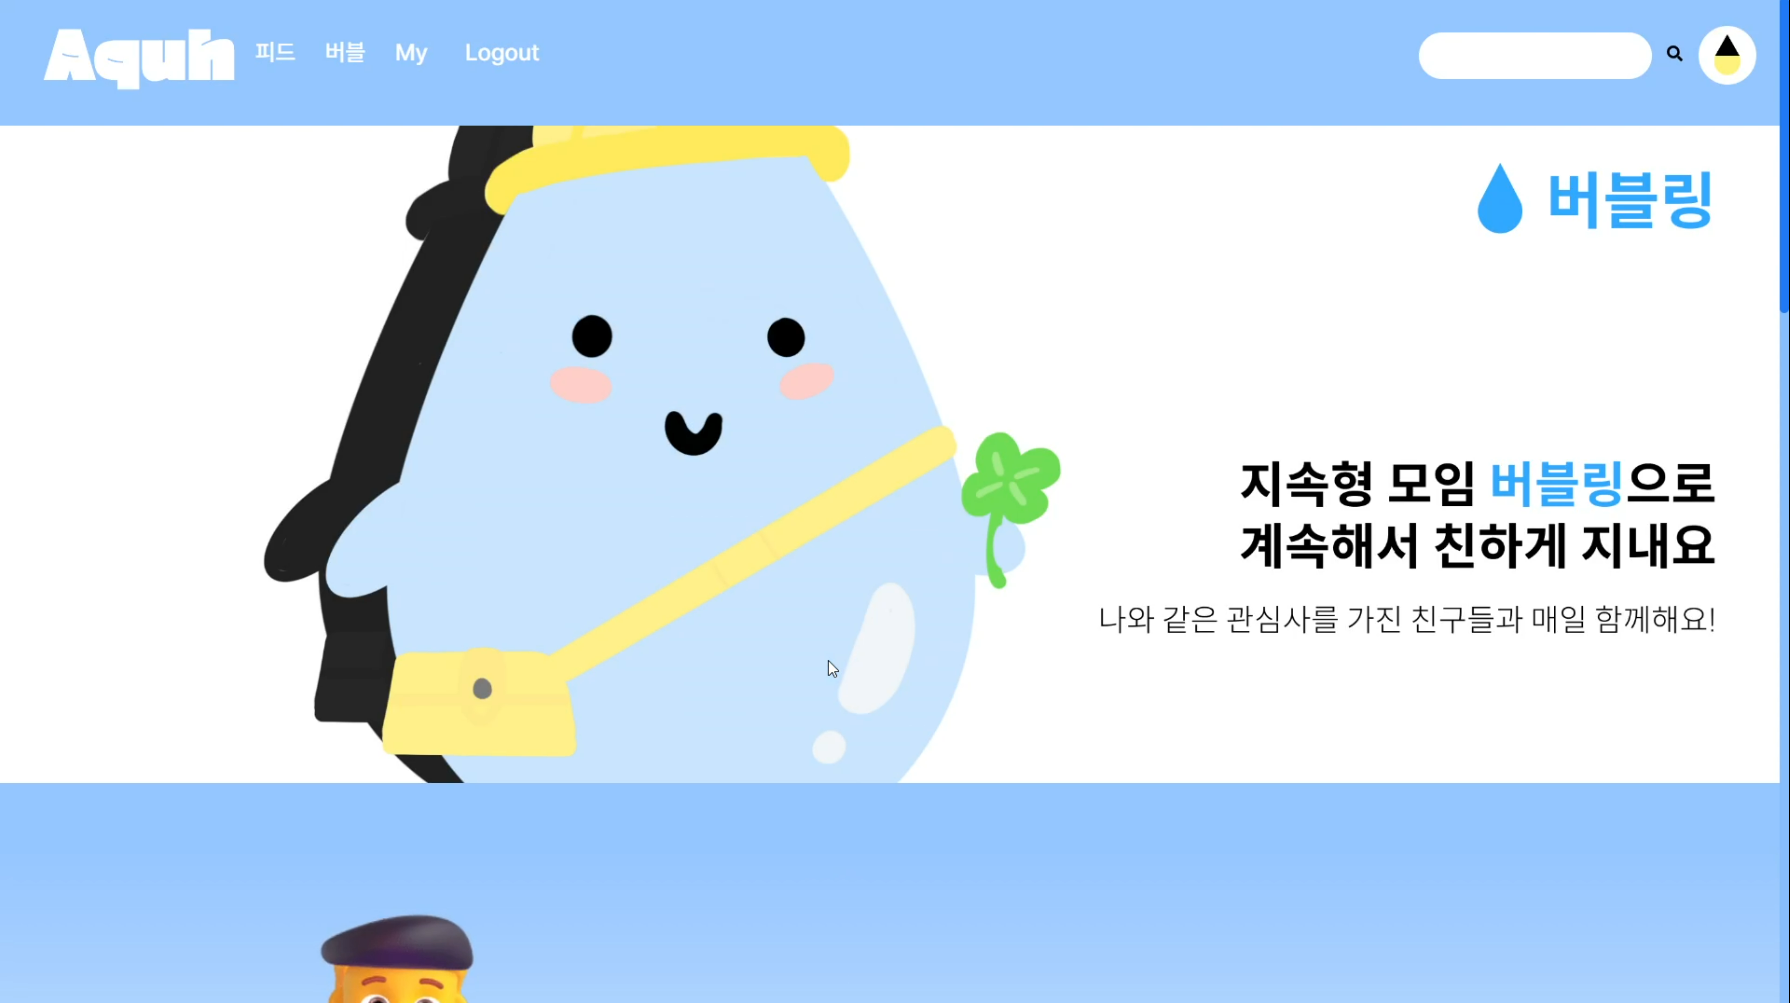 Aquh
피드 버블 My Logout
버블링
지속형 모임 버블링으로
계속해서 친하게 지내요
나와 같은 관심사를 가진 친구들과 매일 함께해요!